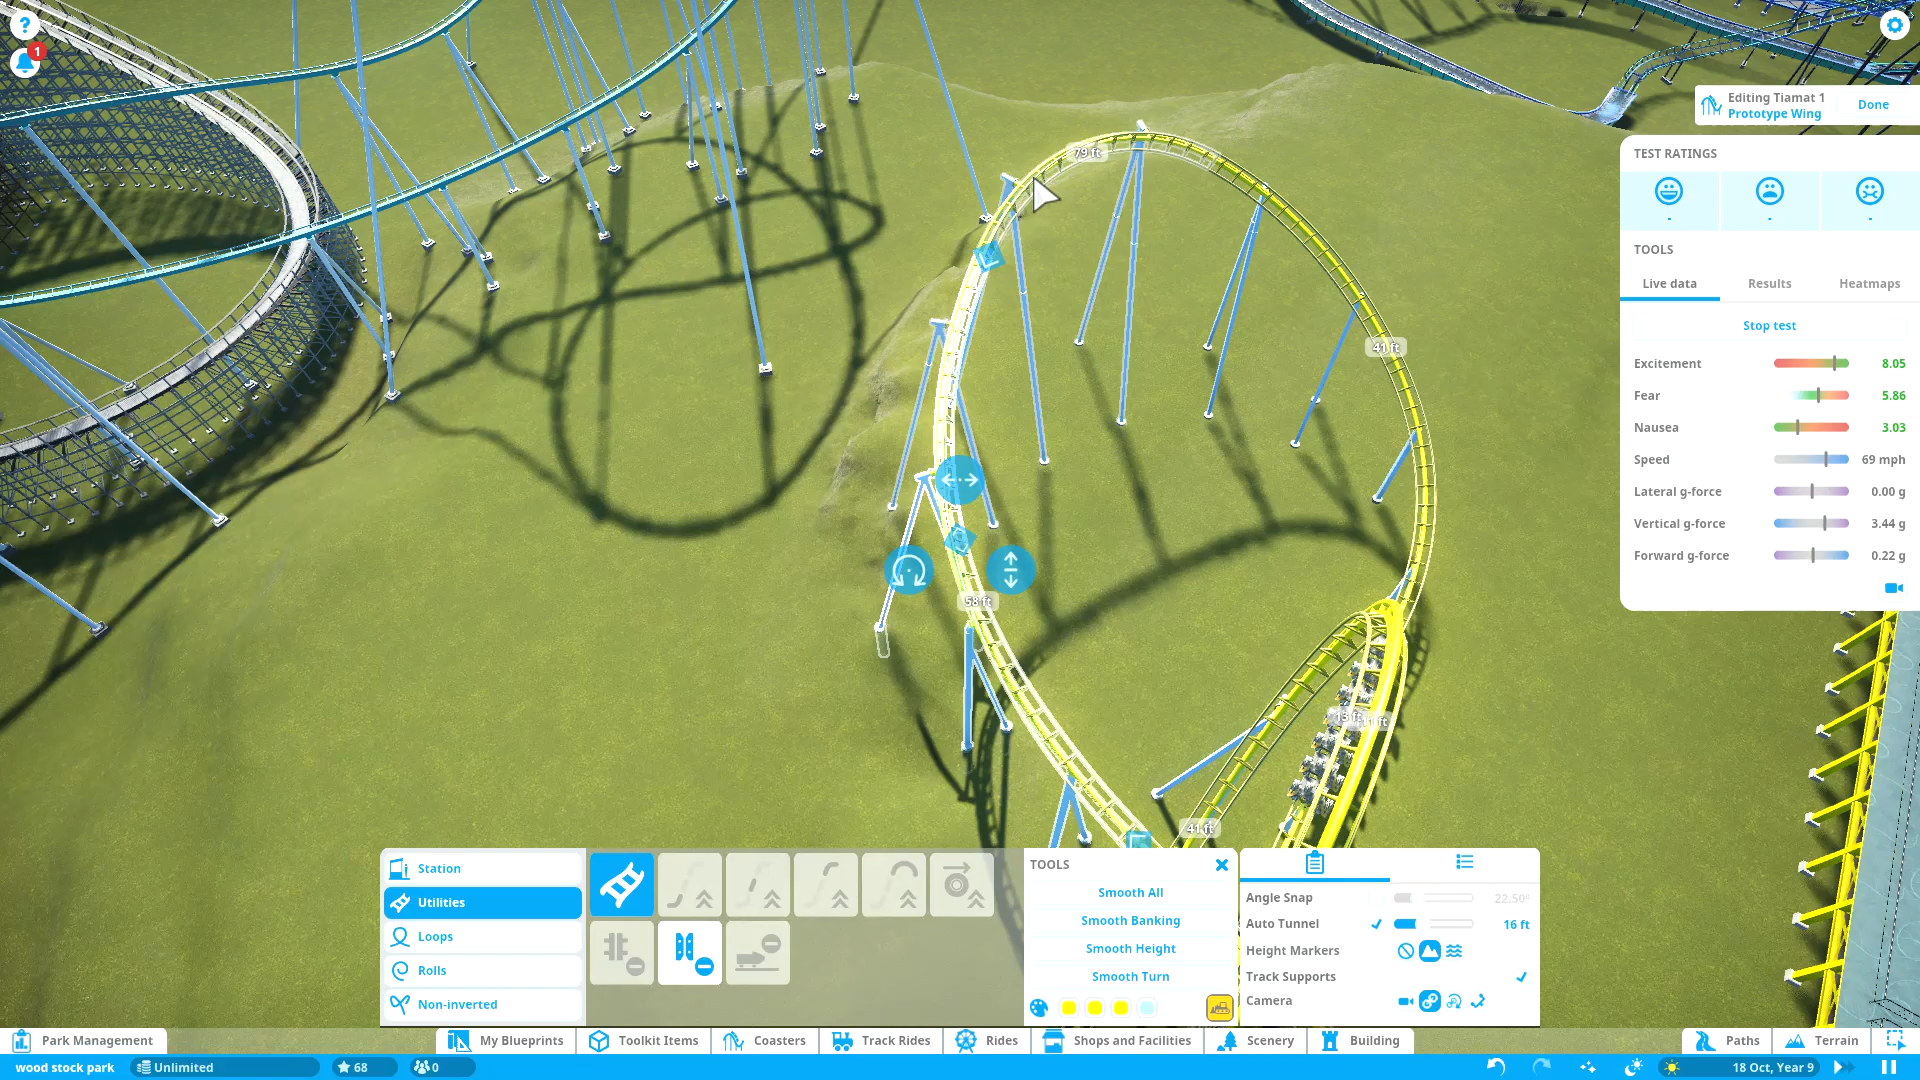 ?
1
Editing Tiamat 1
Prototype Wing
Done
TEST RATINGS
- - -
TOOLS
Live data Results Heatmaps
Stop test
Excitement 8.05
Fear 5.86
Nausea 3.03
Speed 69 mph
Lateral g-force 0.00 g
Vertical g-force 3.44 g
Forward g-force 0.22 g
79 ft
41 ft
58 ft
13 ft
41 ft
Station
Utilities
Loops
Rolls
Non-inverted
TOOLS
Smooth All
Smooth Banking
Smooth Height
Smooth Turn
Angle Snap 22.50°
Auto Tunnel 16 ft
Height Markers
Track Supports
Camera
Park Management
My Blueprints
Toolkit Items
Coasters
Track Rides
Rides
Shops and Facilities
Scenery
Building
Paths
Terrain
wood stock park
Unlimited
68
0
18 Oct, Year 9